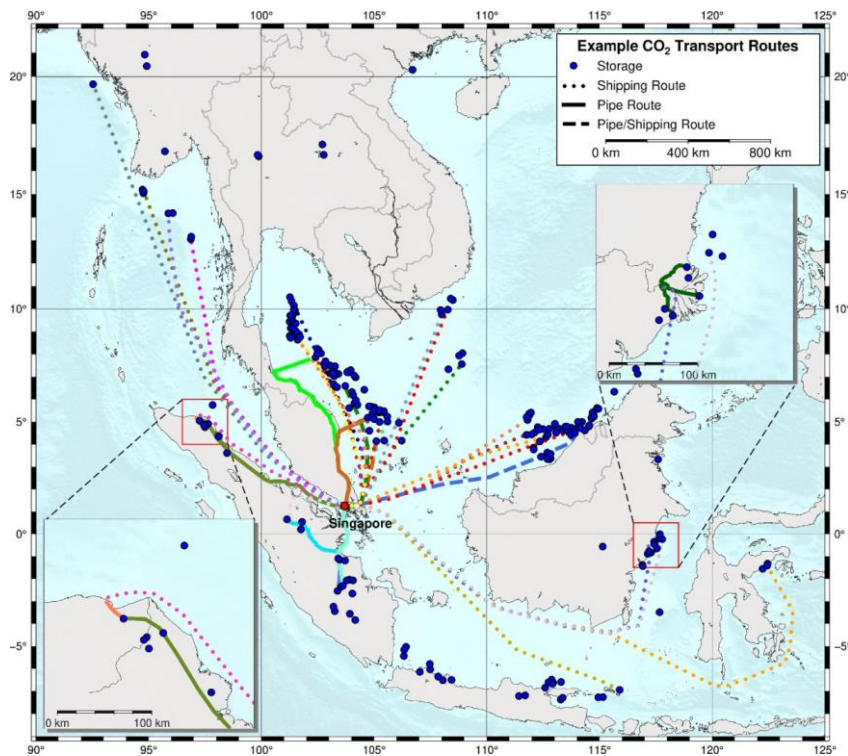 90° 95° 100° 105° 110° 115° 120° 125°
Example CO₂ Transport Routes
Storage
Shipping Route
Pipe Route
Pipe/Shipping Route
0 km 400 km 800 km
20° 20°
15° 15°
10° 10°
0 km 100 km
5° 5°
Singapore
0° 0°
−5° −5°
0 km 100 km
90° 95° 100° 105° 110° 115° 120° 125°